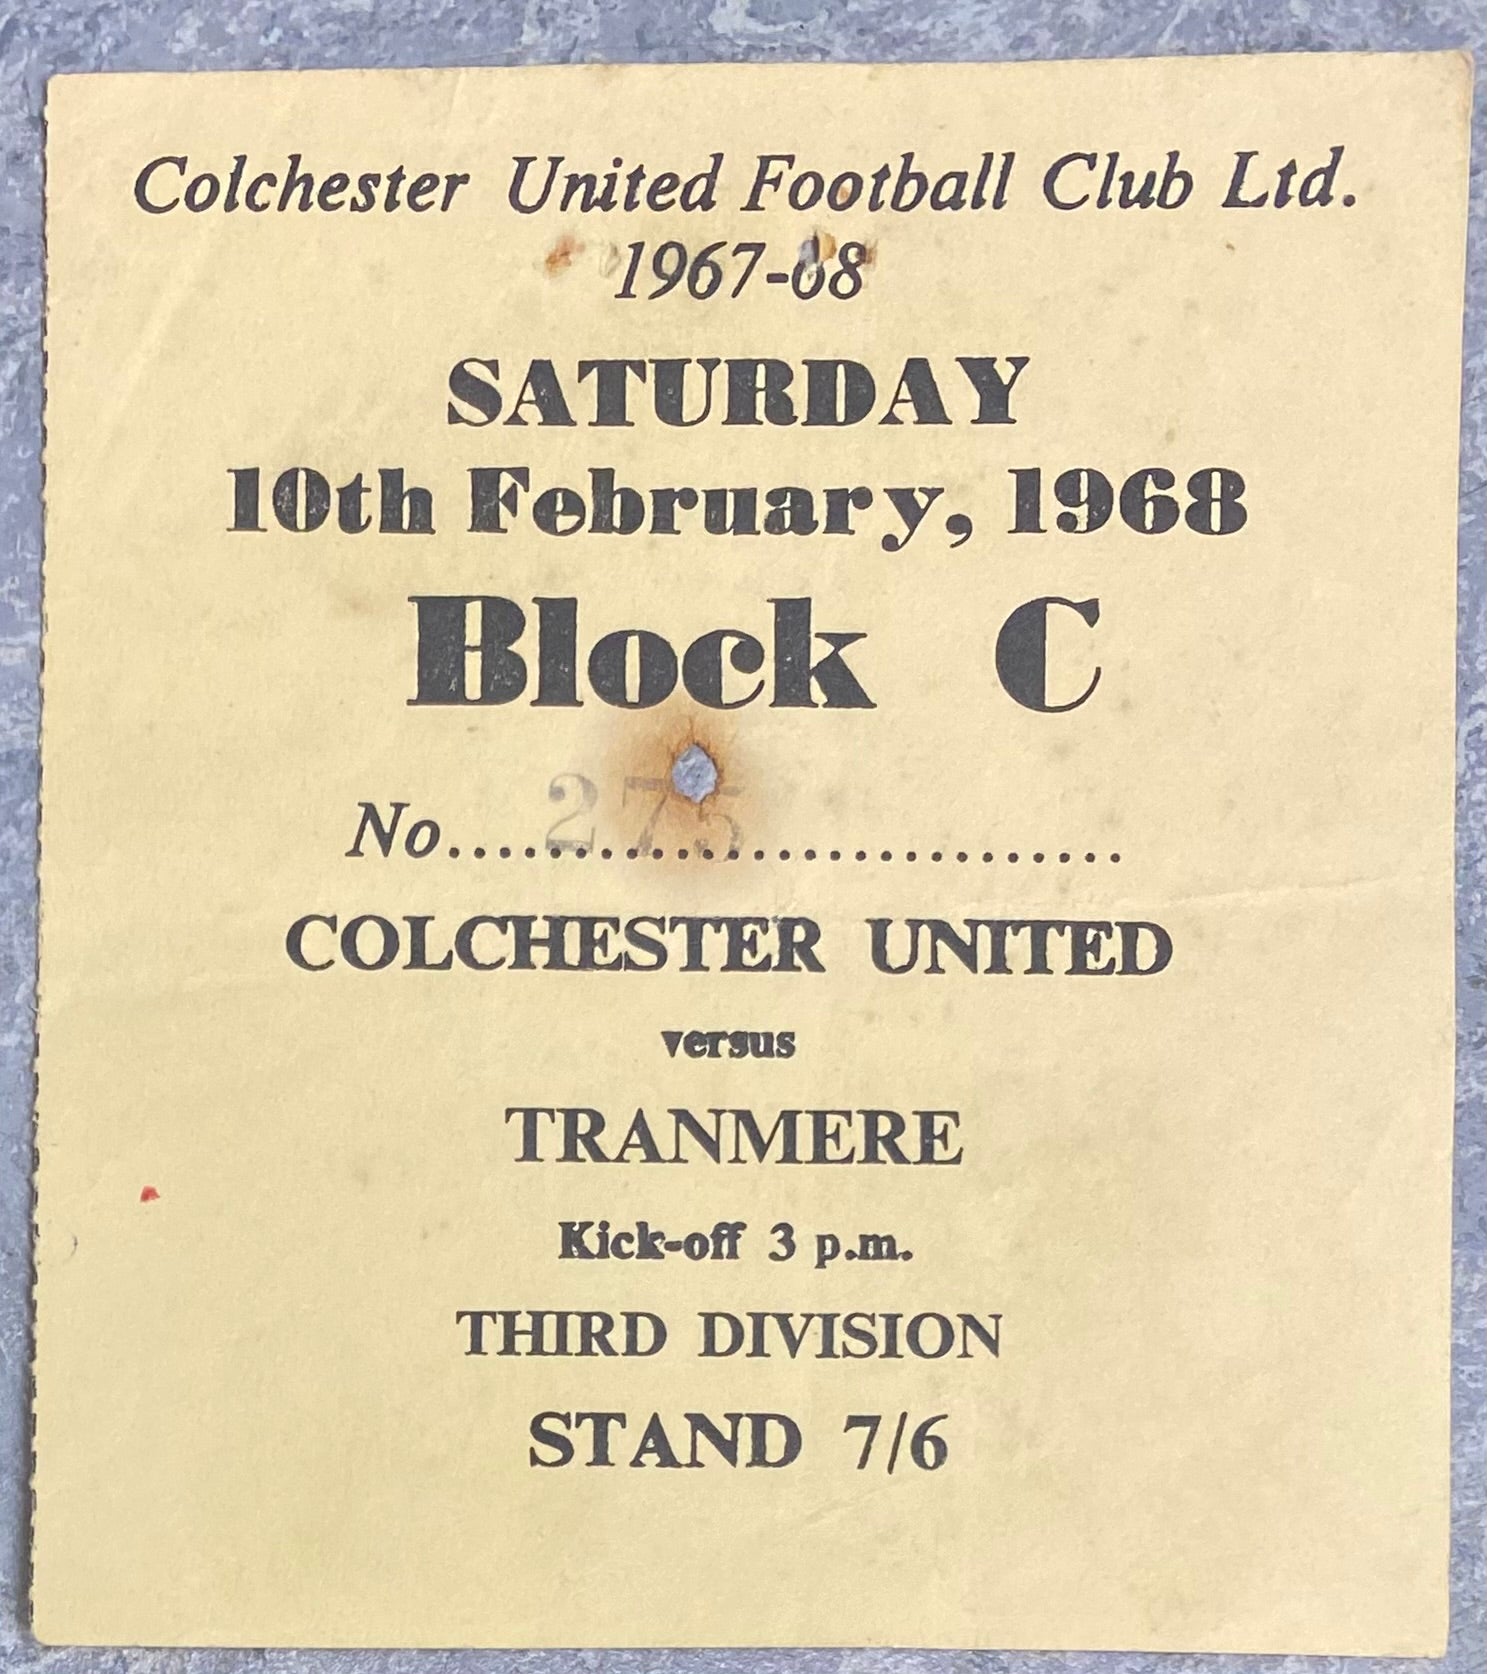 Colchester United Football Club Ltd.
1967-68
SATURDAY
10th February, 1968
Block C
No.............................. 275
COLCHESTER UNITED
versus
TRANMERE
Kick-off 3 p.m.
THIRD DIVISION
STAND 7/6